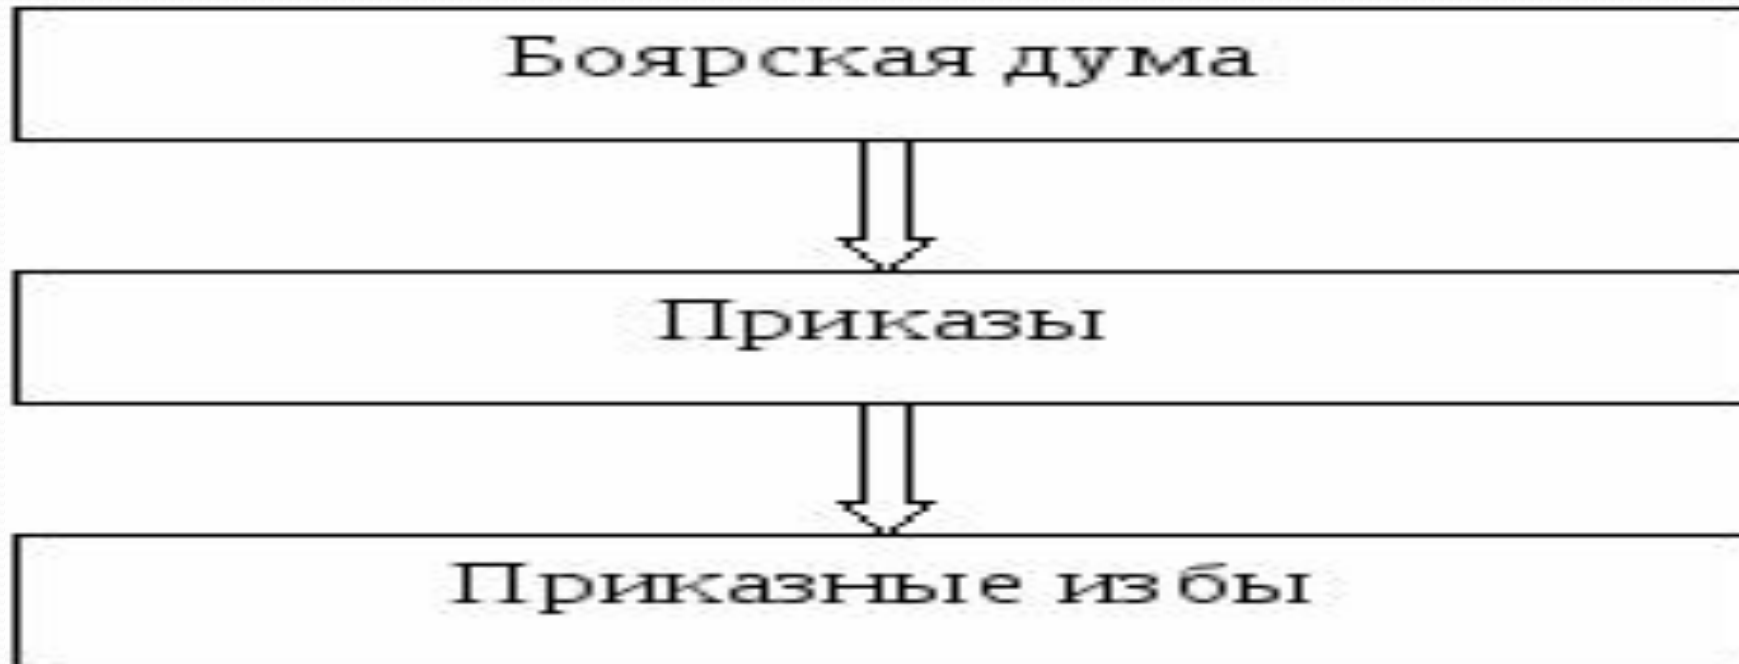 Боярская дума
Приказы
Приказные избы